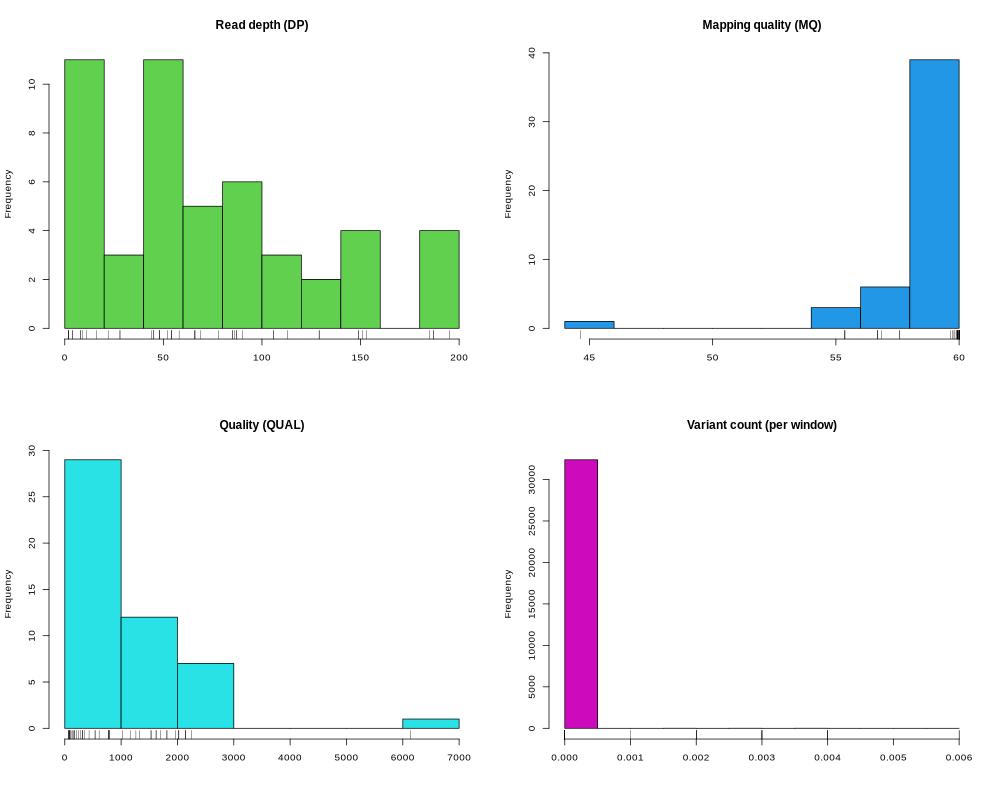 Read depth (DP)
Frequency
0 2 4 6 8 10
0 50 100 150 200
Mapping quality (MQ)
Frequency
0 10 20 30 40
45 50 55 60
Quality (QUAL)
Frequency
0 5 10 15 20 25 30
0 1000 2000 3000 4000 5000 6000 7000
Variant count (per window)
Frequency
0 5000 10000 15000 20000 25000 30000
0.000 0.001 0.002 0.003 0.004 0.005 0.006